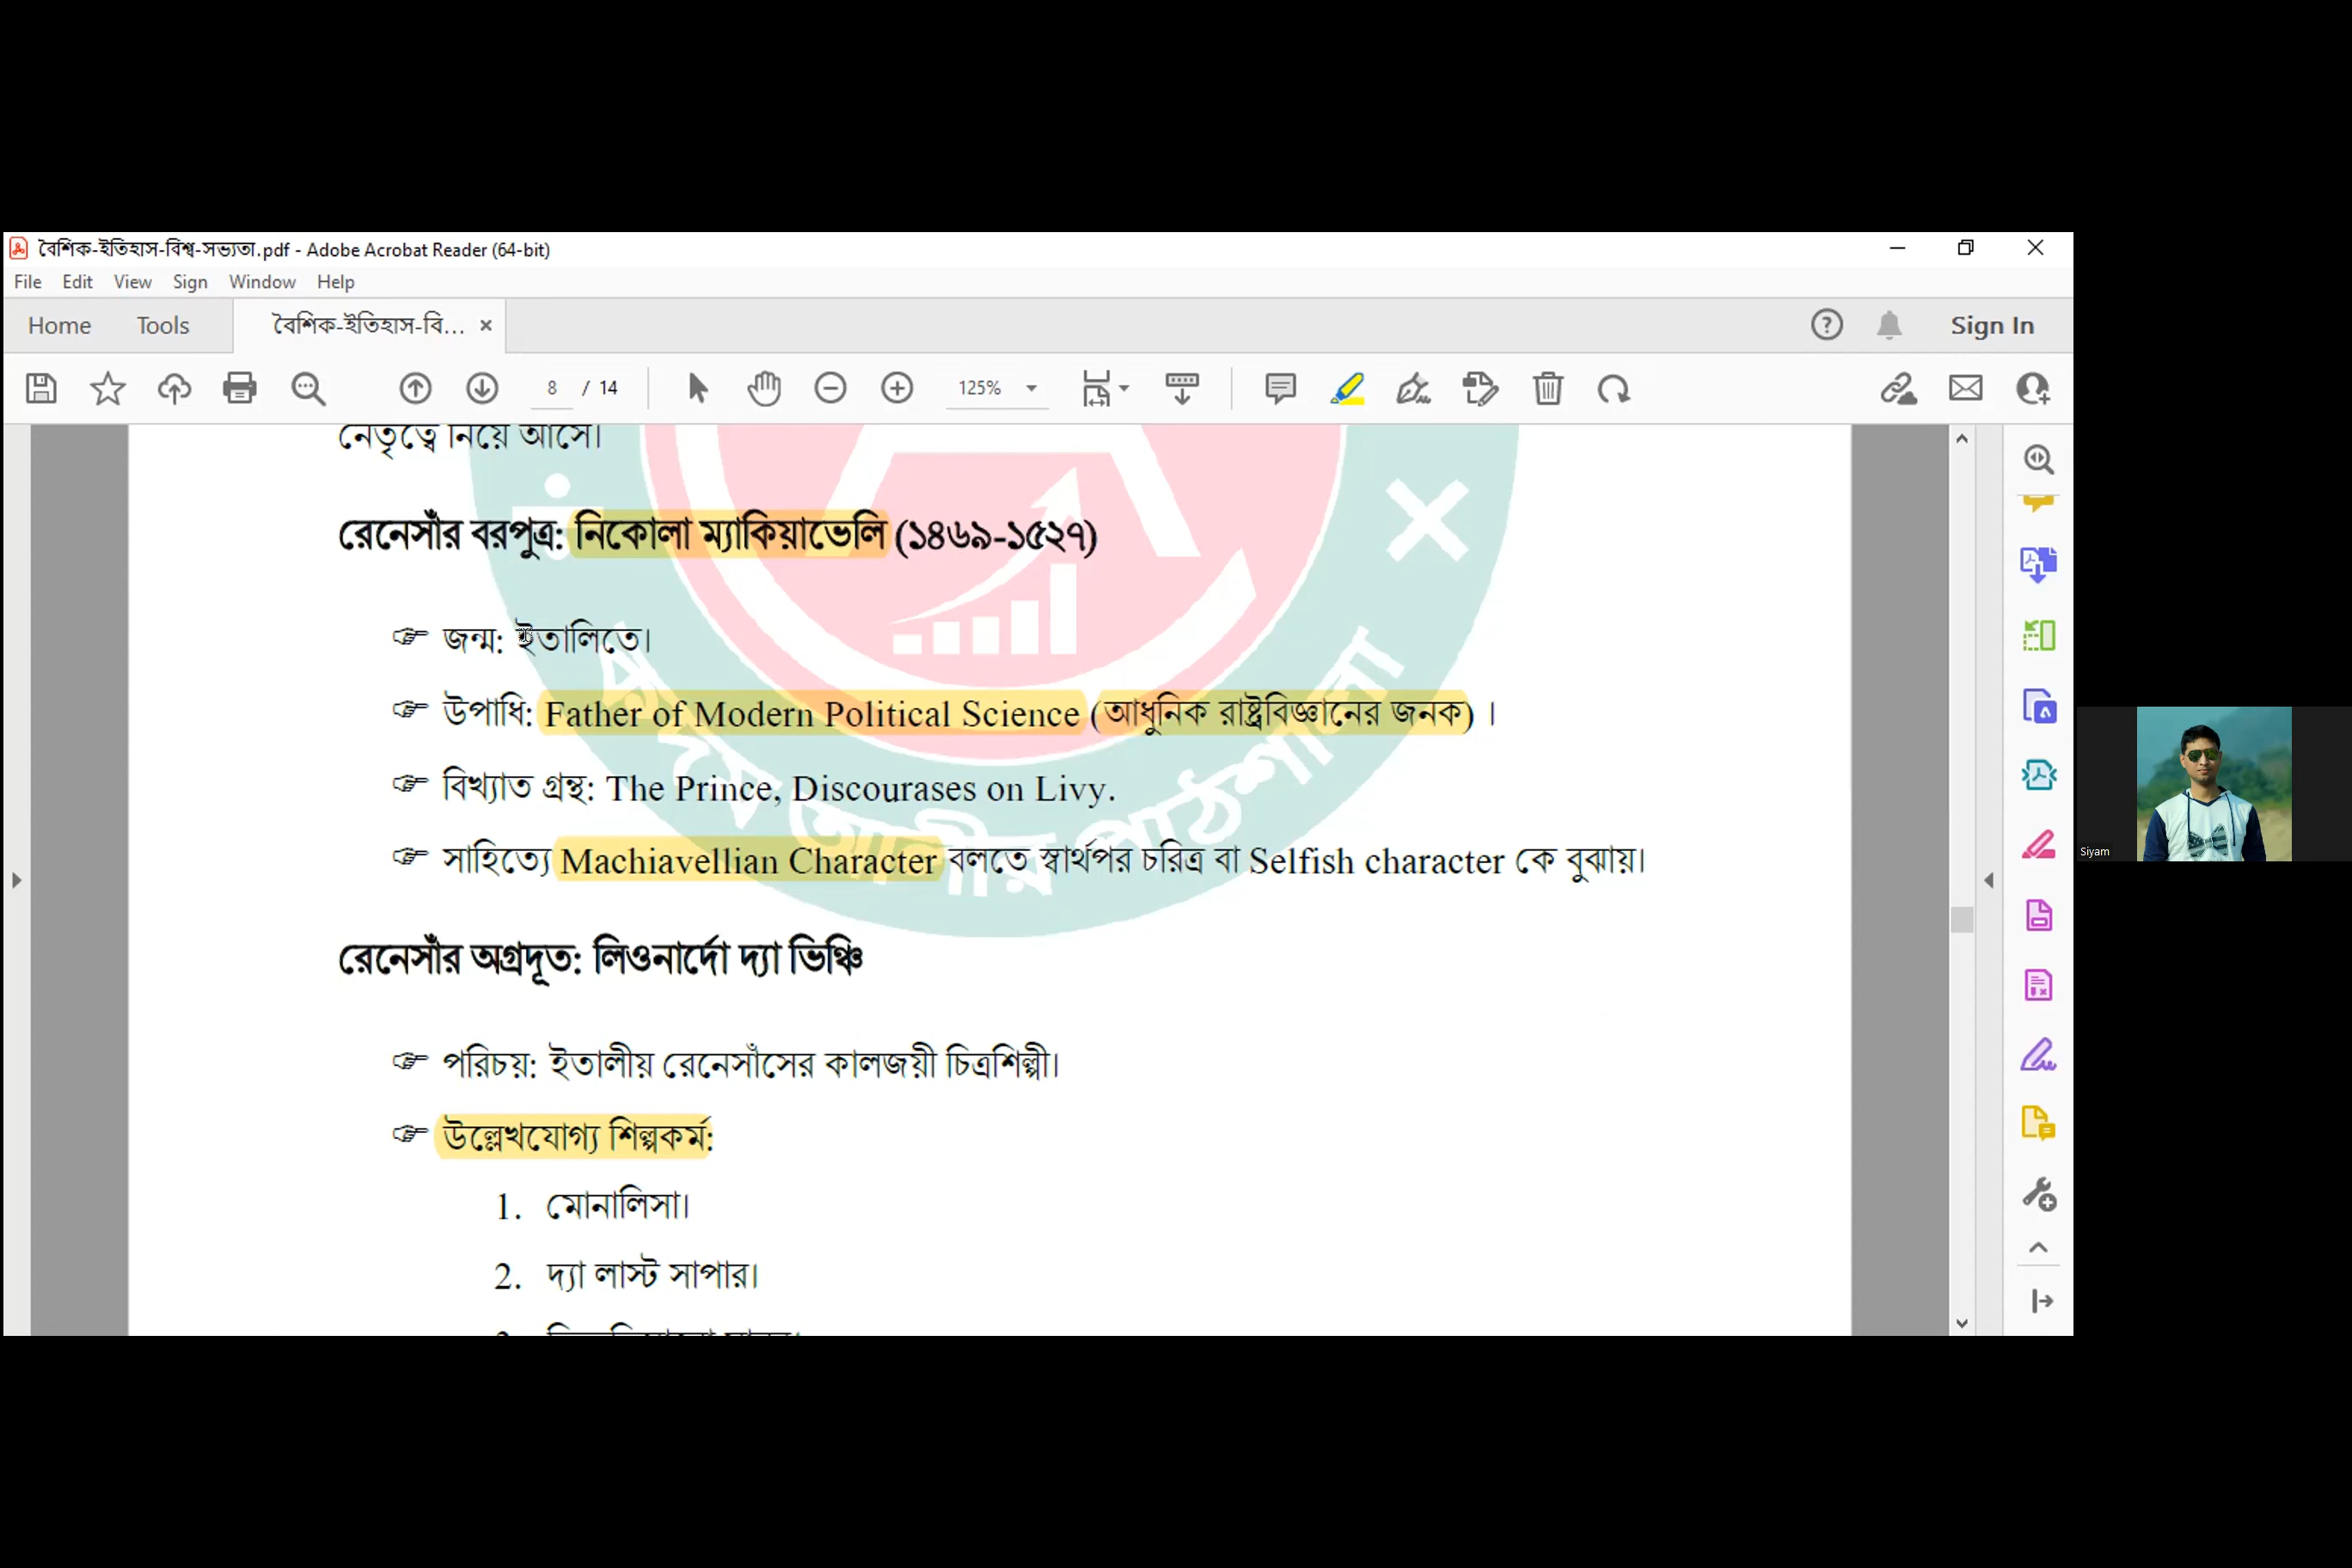 বৈশিক-ইতিহাস-বিশ্ব-সভ্যতা.pdf - Adobe Acrobat Reader (64-bit)
File Edit View Sign Window Help
Home Tools বৈশিক-ইতিহাস-বি... × Sign In
8 / 14 125%
নেতৃত্বে নিয়ে আসে।
রেনেসাঁর বরপুত্র: নিকোলা ম্যাকিয়াভেলি (১৪৬৯-১৫২৭)
☞ জন্ম: ইতালিতে।
☞ উপাধি: Father of Modern Political Science (আধুনিক রাষ্ট্রবিজ্ঞানের জনক) ।
☞ বিখ্যাত গ্রন্থ: The Prince, Discourases on Livy.
☞ সাহিত্যে Machiavellian Character বলতে স্বার্থপর চরিত্র বা Selfish character কে বুঝায়।
রেনেসাঁর অগ্রদূত: লিওনার্দো দ্যা ভিঞ্চি
☞ পরিচয়: ইতালীয় রেনেসাঁসের কালজয়ী চিত্রশিল্পী।
☞ উল্লেখযোগ্য শিল্পকর্ম:
1. মোনালিসা।
2. দ্যা লাস্ট সাপার।
Siyam